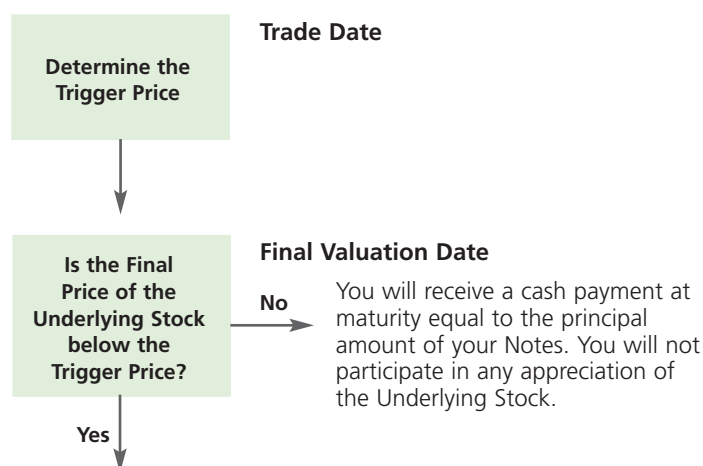 Trade Date
Determine the
Trigger Price
Final Valuation Date
Is the Final
Price of the
Underlying Stock
below the
Trigger Price?
No
You will receive a cash payment at
maturity equal to the principal
amount of your Notes. You will not
participate in any appreciation of
the Underlying Stock.
Yes